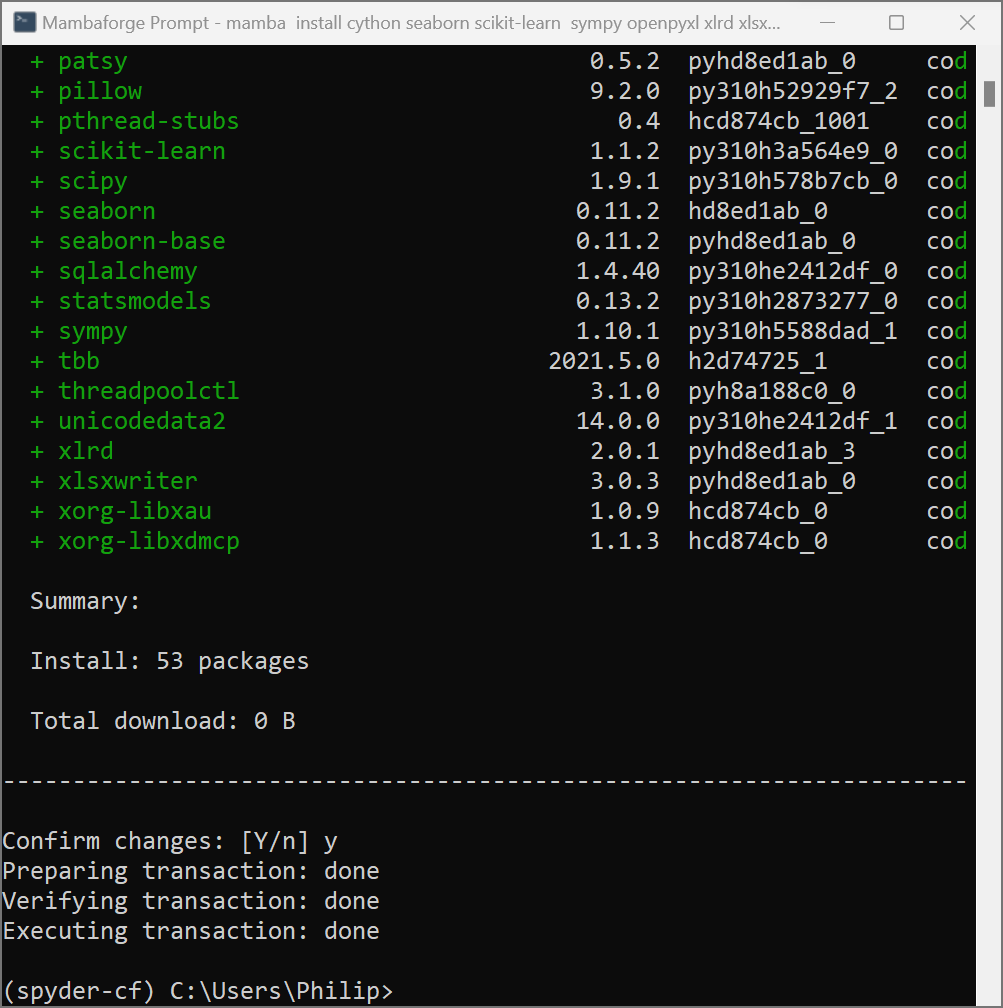 Mambaforge Prompt - mamba  install cython seaborn scikit-learn  sympy openpyxl xlrd xlsx...
+ patsy 0.5.2 pyhd8ed1ab_0 cod
+ pillow 9.2.0 py310h52929f7_2 cod
+ pthread-stubs 0.4 hcd874cb_1001 cod
+ scikit-learn 1.1.2 py310h3a564e9_0 cod
+ scipy 1.9.1 py310h578b7cb_0 cod
+ seaborn 0.11.2 hd8ed1ab_0 cod
+ seaborn-base 0.11.2 pyhd8ed1ab_0 cod
+ sqlalchemy 1.4.40 py310he2412df_0 cod
+ statsmodels 0.13.2 py310h2873277_0 cod
+ sympy 1.10.1 py310h5588dad_1 cod
+ tbb 2021.5.0 h2d74725_1 cod
+ threadpoolctl 3.1.0 pyh8a188c0_0 cod
+ unicodedata2 14.0.0 py310he2412df_1 cod
+ xlrd 2.0.1 pyhd8ed1ab_3 cod
+ xlsxwriter 3.0.3 pyhd8ed1ab_0 cod
+ xorg-libxau 1.0.9 hcd874cb_0 cod
+ xorg-libxdmcp 1.1.3 hcd874cb_0 cod
Summary:
Install: 53 packages
Total download: 0 B
---------------------------------------------------------------------
Confirm changes: [Y/n] y
Preparing transaction: done
Verifying transaction: done
Executing transaction: done
(spyder-cf) C:\Users\Philip>